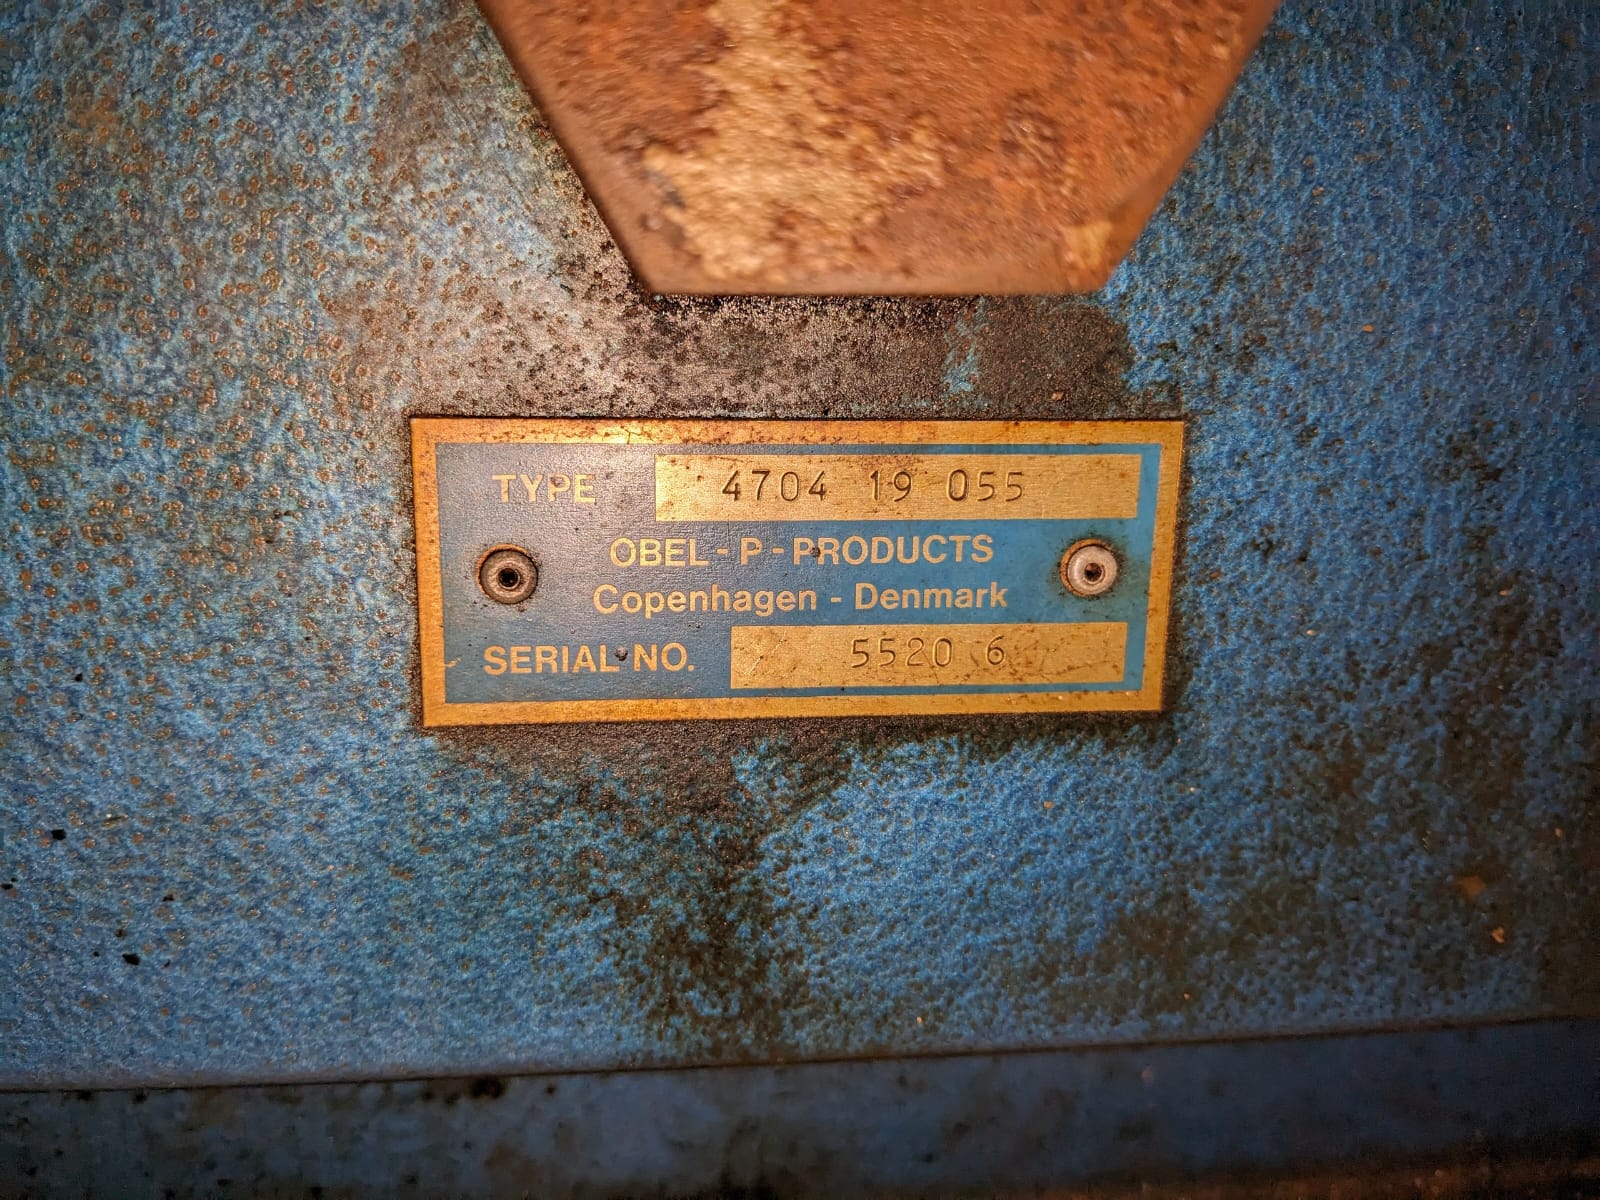 TYPE 4704 19 055
OBEL - P - PRODUCTS
Copenhagen - Denmark
SERIAL NO. 5520 6